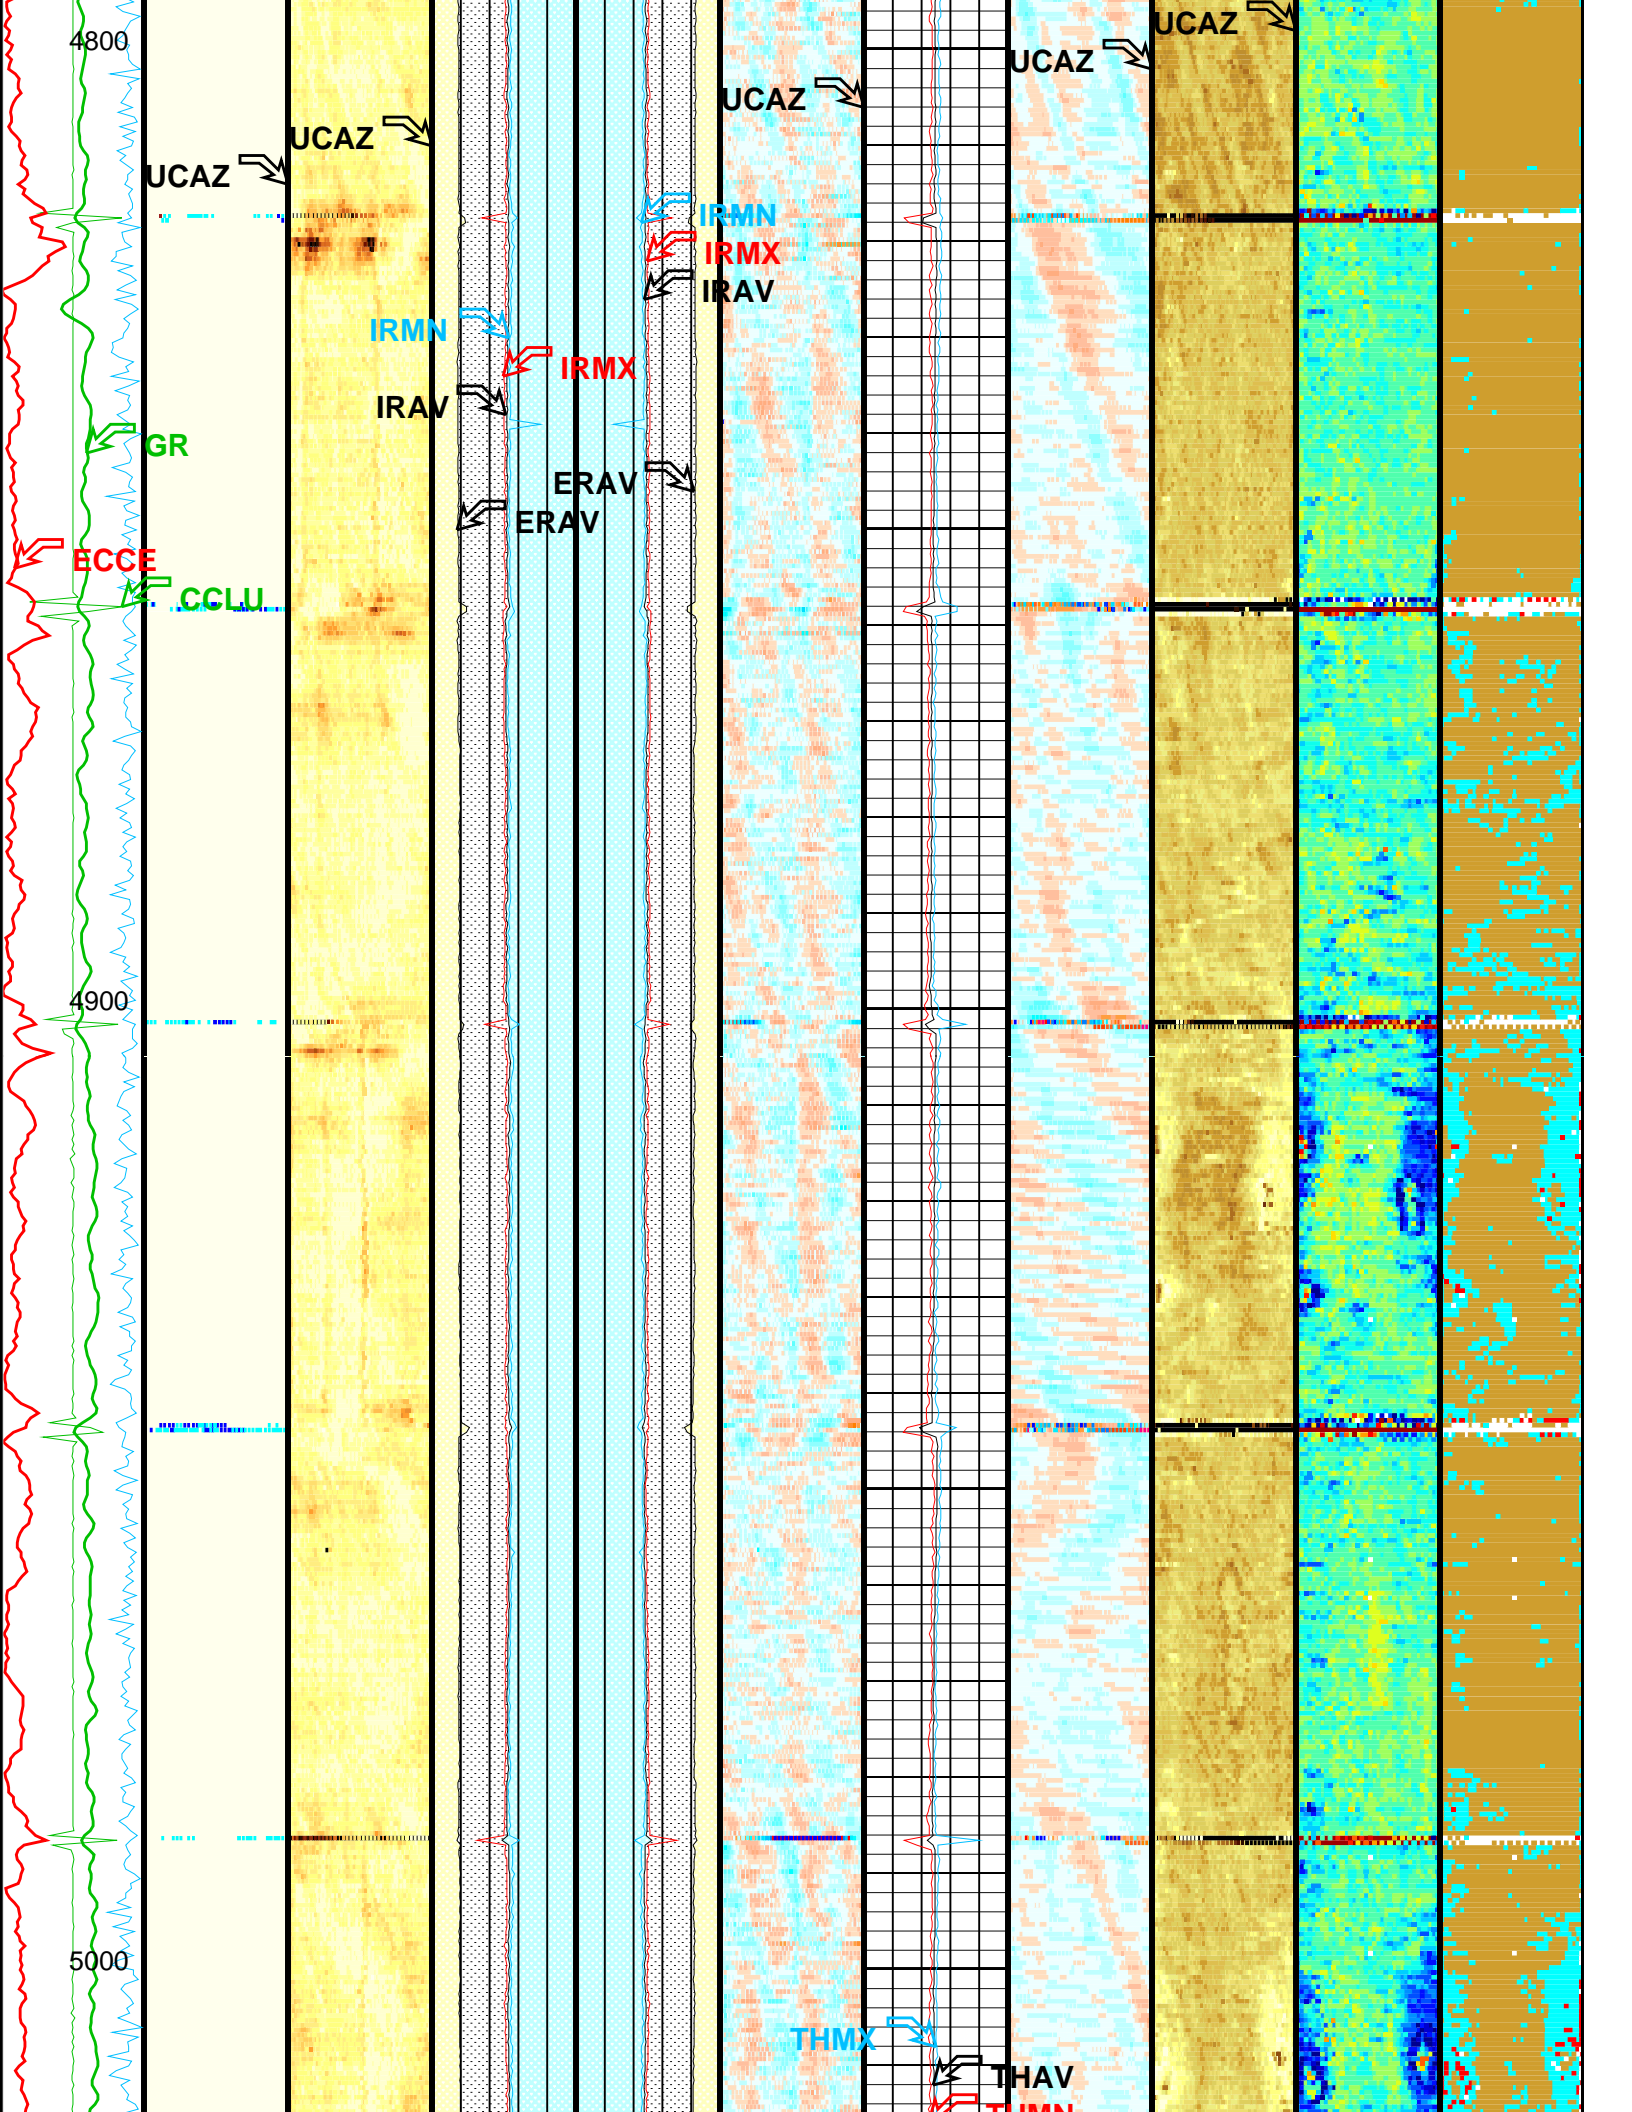 UCAZ
4800
UCAZ
UCAZ
UCAZ
UCAZ
IRMN
IRMX
IRAV
IRMN
IRMX
IRAV
GR
ERAV
ERAV
ECCE
CCLU
4900
5000
THMX
THAV
THMN